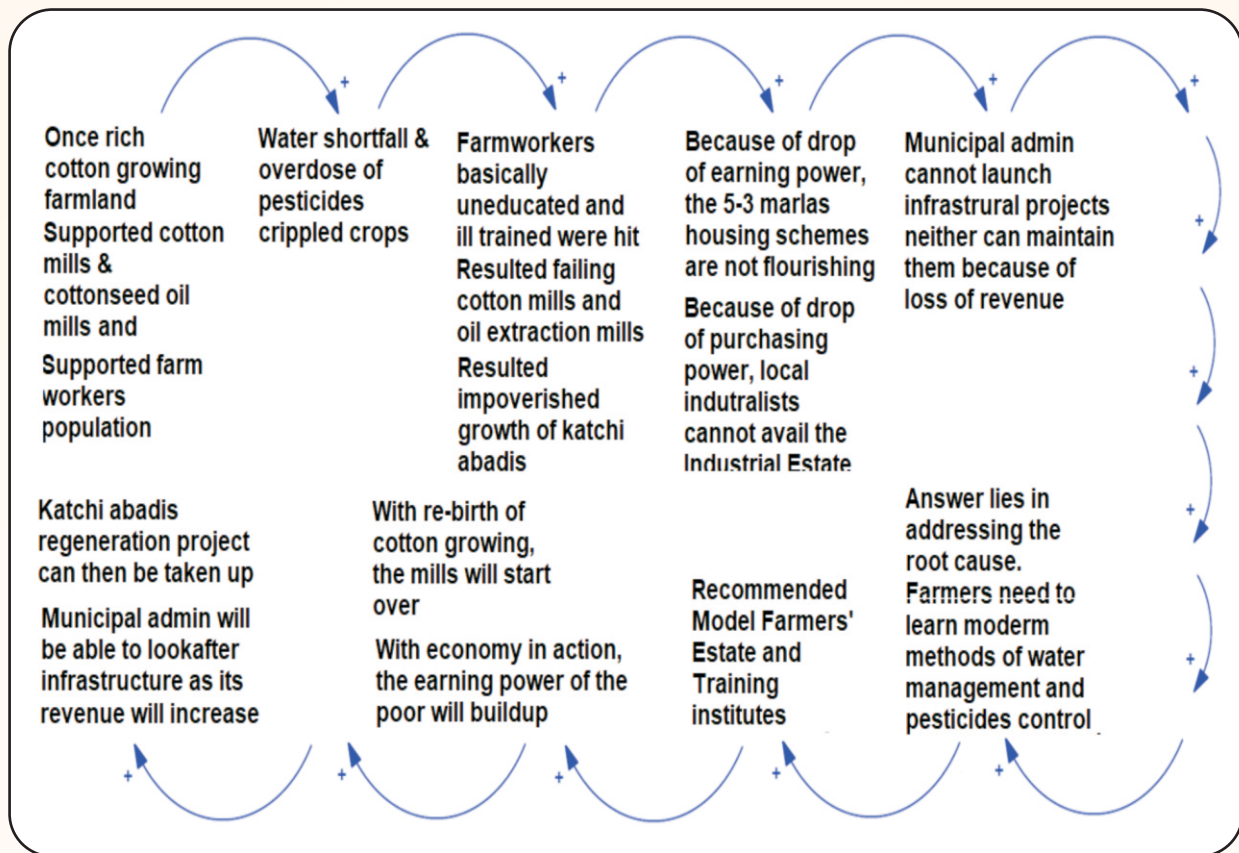 Once rich
cotton growing
farmland
Supported cotton
mills &
cottonseed oil
mills and
Supported farm
workers
population
Water shortfall &
overdose of
pesticides
crippled crops
Farmworkers
basically
uneducated and
ill trained were hit
Resulted failing
cotton mills and
oil extraction mills
Resulted
impoverished
growth of katchi
abadis
Because of drop
of earning power,
the 5-3 marlas
housing schemes
are not flourishing
Because of drop
of purchasing
power, local
indutralists
cannot avail the
Industrial Estate
Municipal admin
cannot launch
infrastrural projects
neither can maintain
them because of
loss of revenue
Answer lies in
addressing the
root cause.
Farmers need to
learn moderm
methods of water
management and
pesticides control
Recommended
Model Farmers'
Estate and
Training
institutes
With re-birth of
cotton growing,
the mills will start
over
With economy in action,
the earning power of the
poor will buildup
Katchi abadis
regeneration project
can then be taken up
Municipal admin will
be able to lookafter
infrastructure as its
revenue will increase
+
+
+
+
+
+
+
+
+
+
+
+
+
+